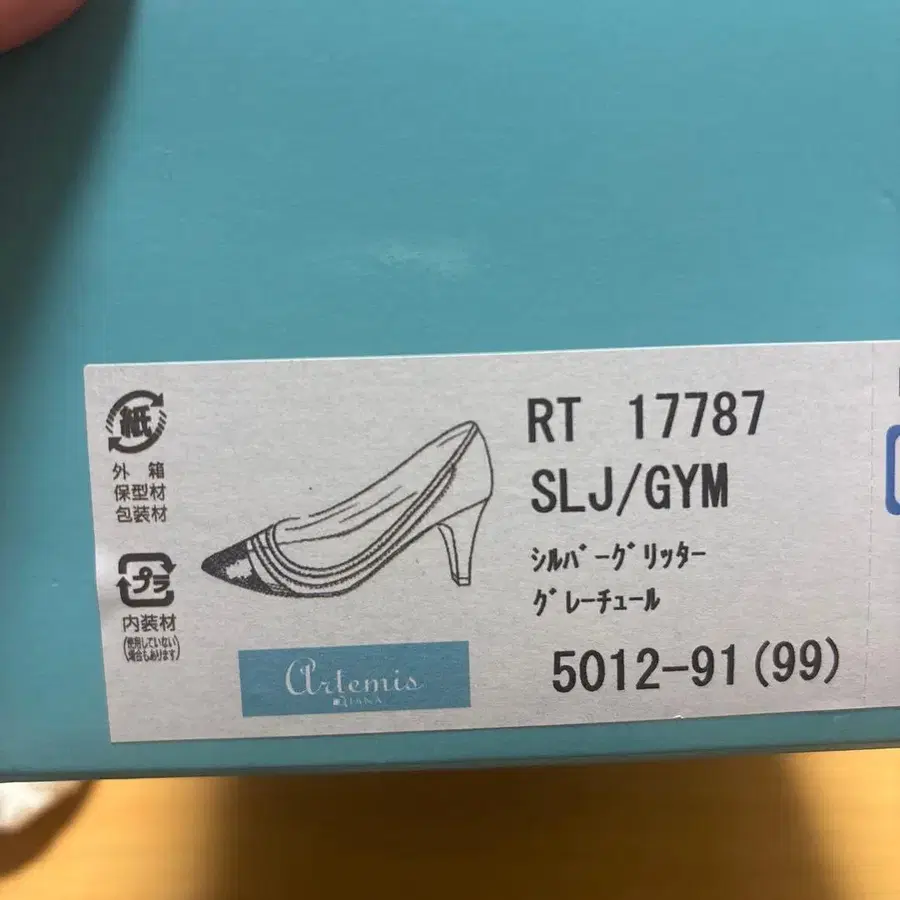 紙
外 箱
保型材
包装材
プラ
内装材
(使用していない
場合もあります)
RT 17787
SLJ/GYM
ｼﾙﾊﾞｰｸﾞﾘｯﾀｰ
ｸﾞﾚｰﾁｭｰﾙ
5012-91(99)
Artemis
DIANA